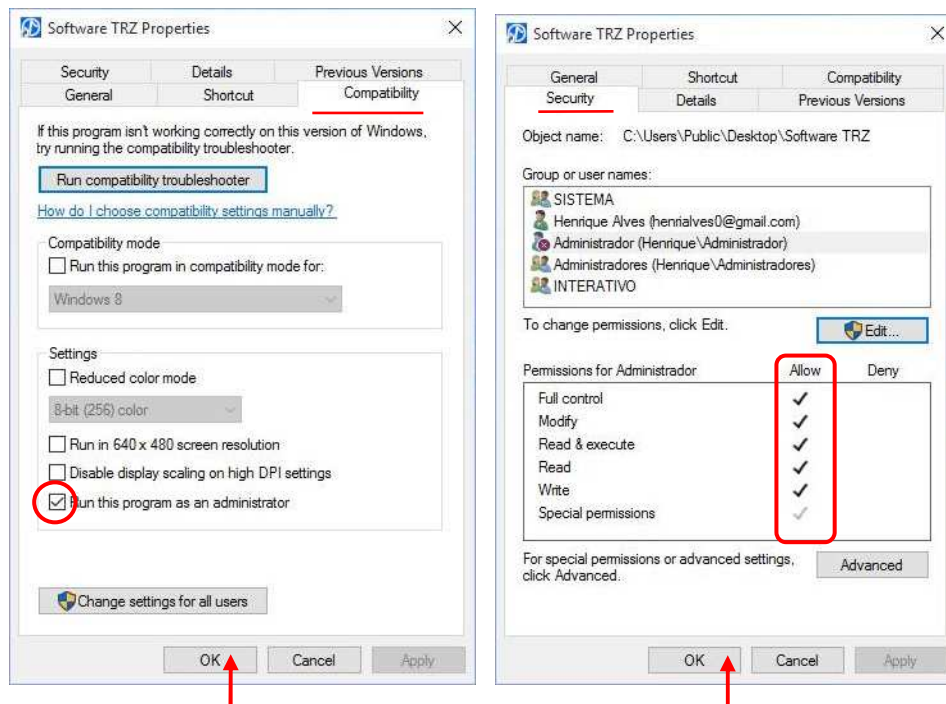 Software TRZ Properties
Security Details Previous Versions
General Shortcut Compatibility
If this program isn't working correctly on this version of Windows,
try running the compatibility troubleshooter.
Run compatibility troubleshooter
How do I choose compatibility settings manually?
Compatibility mode
Run this program in compatibility mode for:
Windows 8
Settings
Reduced color mode
8-bit (256) color
Run in 640 x 480 screen resolution
Disable display scaling on high DPI settings
Run this program as an administrator
Change settings for all users
OK Cancel Apply
Software TRZ Properties
General Shortcut Compatibility
Security Details Previous Versions
Object name: C:\Users\Public\Desktop\Software TRZ
Group or user names:
SISTEMA
Henrique Alves (henrialves0@gmail.com)
Administrador (Henrique\Administrador)
Administradores (Henrique\Administradores)
INTERATIVO
To change permissions, click Edit.
Edit...
Permissions for Administrador Allow Deny
Full control
Modify
Read & execute
Read
Write
Special permissions
For special permissions or advanced settings,
click Advanced.
Advanced
OK Cancel Apply